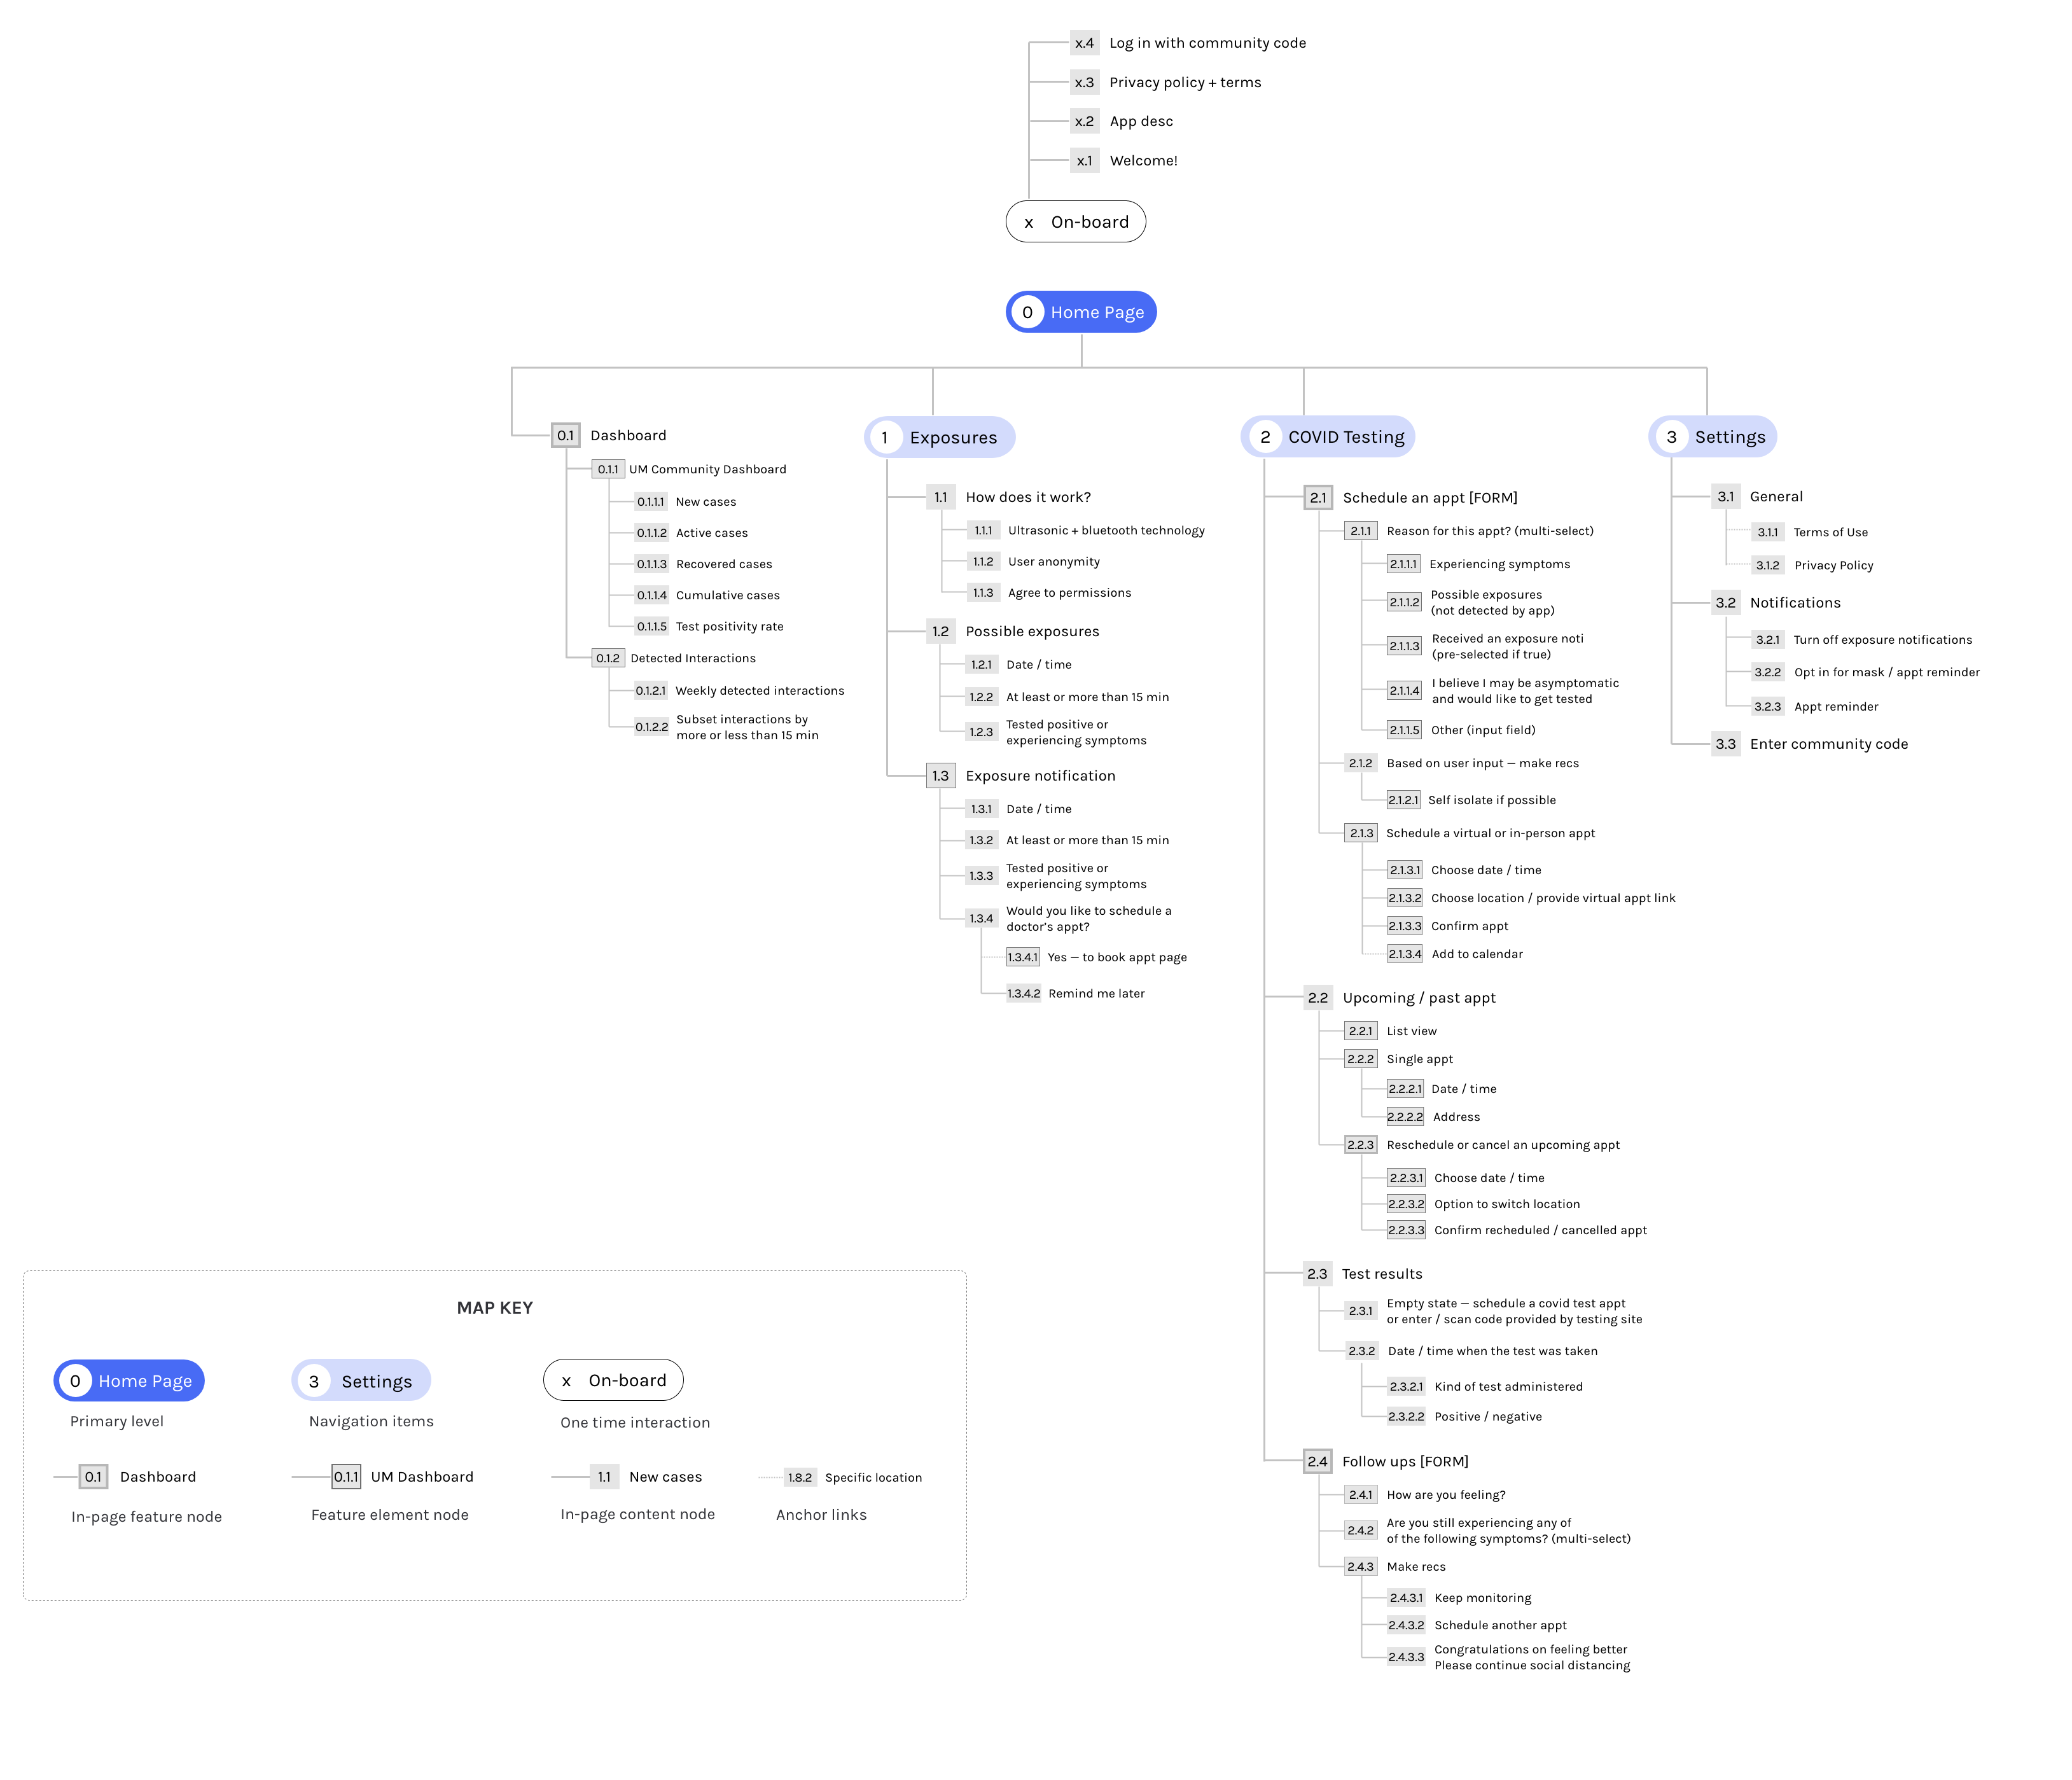 x.4 Log in with community code
x.3 Privacy policy + terms
x.2 App desc
x.1 Welcome!
x On-board
0 Home Page
0.1 Dashboard
0.1.1 UM Community Dashboard
0.1.1.1 New cases
0.1.1.2 Active cases
0.1.1.3 Recovered cases
0.1.1.4 Cumulative cases
0.1.1.5 Test positivity rate
0.1.2 Detected Interactions
0.1.2.1 Weekly detected interactions
0.1.2.2 Subset interactions by
more or less than 15 min
1 Exposures
1.1 How does it work?
1.1.1 Ultrasonic + bluetooth technology
1.1.2 User anonymity
1.1.3 Agree to permissions
1.2 Possible exposures
1.2.1 Date / time
1.2.2 At least or more than 15 min
1.2.3 Tested positive or
experiencing symptoms
1.3 Exposure notification
1.3.1 Date / time
1.3.2 At least or more than 15 min
1.3.3 Tested positive or
experiencing symptoms
1.3.4 Would you like to schedule a
doctor's appt?
1.3.4.1 Yes — to book appt page
1.3.4.2 Remind me later
2 COVID Testing
2.1 Schedule an appt [FORM]
2.1.1 Reason for this appt? (multi-select)
2.1.1.1 Experiencing symptoms
2.1.1.2 Possible exposures
(not detected by app)
2.1.1.3 Received an exposure noti
(pre-selected if true)
2.1.1.4 I believe I may be asymptomatic
and would like to get tested
2.1.1.5 Other (input field)
2.1.2 Based on user input — make recs
2.1.2.1 Self isolate if possible
2.1.3 Schedule a virtual or in-person appt
2.1.3.1 Choose date / time
2.1.3.2 Choose location / provide virtual appt link
2.1.3.3 Confirm appt
2.1.3.4 Add to calendar
2.2 Upcoming / past appt
2.2.1 List view
2.2.2 Single appt
2.2.2.1 Date / time
2.2.2.2 Address
2.2.3 Reschedule or cancel an upcoming appt
2.2.3.1 Choose date / time
2.2.3.2 Option to switch location
2.2.3.3 Confirm recheduled / cancelled appt
2.3 Test results
2.3.1 Empty state — schedule a covid test appt
or enter / scan code provided by testing site
2.3.2 Date / time when the test was taken
2.3.2.1 Kind of test administered
2.3.2.2 Positive / negative
2.4 Follow ups [FORM]
2.4.1 How are you feeling?
2.4.2 Are you still experiencing any of
of the following symptoms? (multi-select)
2.4.3 Make recs
2.4.3.1 Keep monitoring
2.4.3.2 Schedule another appt
2.4.3.3 Congratulations on feeling better
Please continue social distancing
3 Settings
3.1 General
3.1.1 Terms of Use
3.1.2 Privacy Policy
3.2 Notifications
3.2.1 Turn off exposure notifications
3.2.2 Opt in for mask / appt reminder
3.2.3 Appt reminder
3.3 Enter community code
MAP KEY
0 Home Page
Primary level
3 Settings
Navigation items
x On-board
One time interaction
0.1 Dashboard
In-page feature node
0.1.1 UM Dashboard
Feature element node
1.1 New cases
In-page content node
1.8.2 Specific location
Anchor links